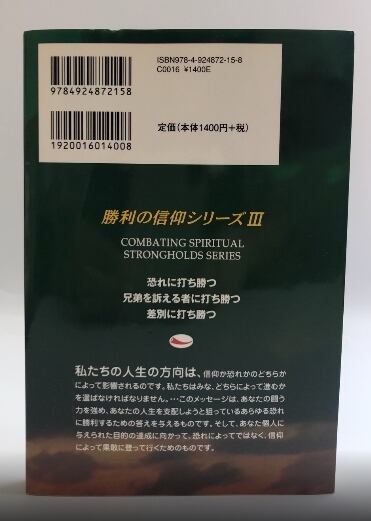 ISBN978-4-924872-15-8
C0016 ¥1400E
9784924872158
定価(本体1400円+税)
1920016014008
勝利の信仰シリーズⅢ
COMBATING SPIRITUAL
STRONGHOLDS SERIES
恐れに打ち勝つ
兄弟を訴える者に打ち勝つ
差別に打ち勝つ
私たちの人生の方向は、信仰か恐れかのどちらか
によって影響されるのです。私たちはみな、どちらによって進むか
を選ばなければなりません。…このメッセージは、あなたの闘う
力を強め、あなたの人生を支配しようと狙っているあらゆる恐れ
に勝利するための答えを与えるものです。そして、あなた個人に
与えられた目的の達成に向かって、恐れによってではなく、信仰
によって果敢に登って行くためのものです。